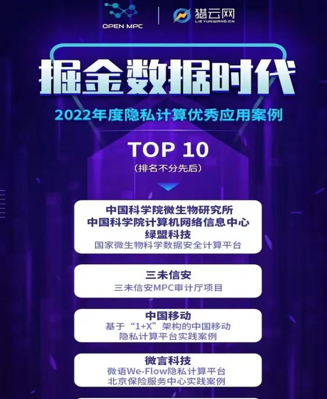 OPEN MPC
猎云网
LIEYUNWANG.CN
掘金数据时代
2022年度隐私计算优秀应用案例
TOP 10
(排名不分先后)
中国科学院微生物研究所
中国科学院计算机网络信息中心
绿盟科技
国家微生物科学数据安全计算平台
三未信安
三未信安MPC审计厅项目
中国移动
基于“1+X”架构的中国移动
隐私计算平台实践案例
微言科技
微语We-Flow隐私计算平台
北京保险服务中心实践案例